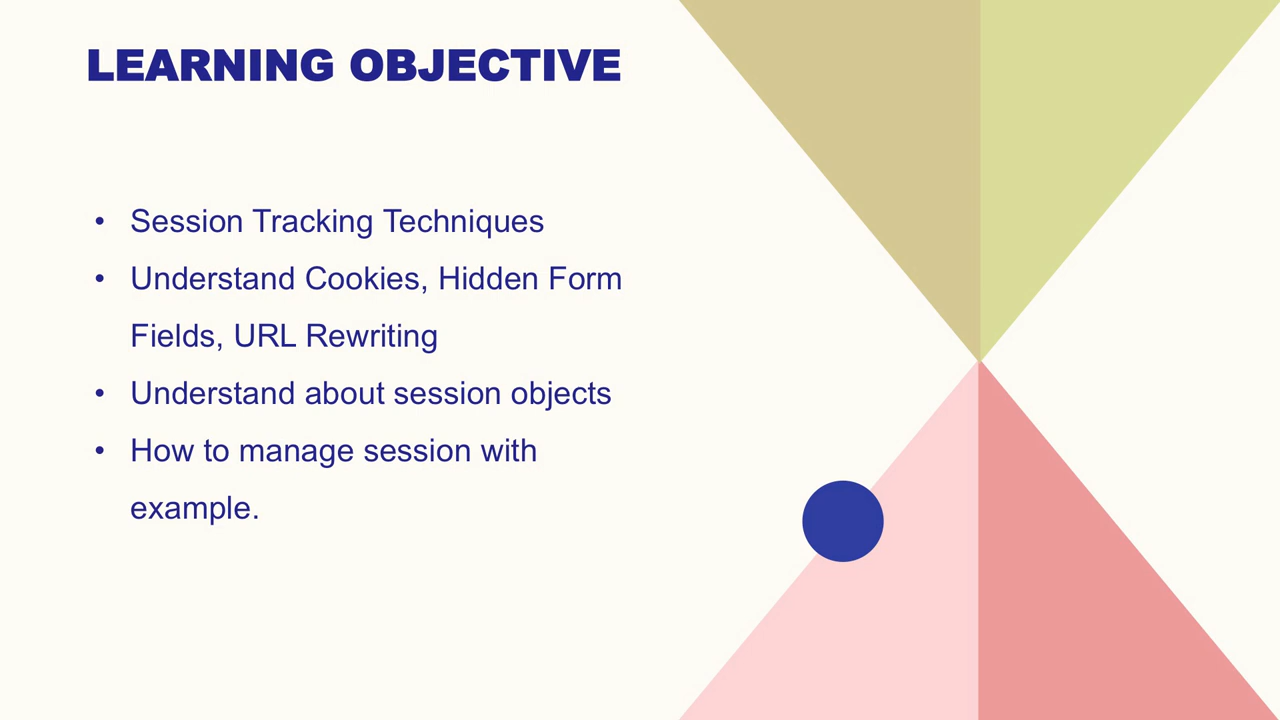 LEARNING OBJECTIVE
• Session Tracking Techniques
• Understand Cookies, Hidden Form
Fields, URL Rewriting
• Understand about session objects
• How to manage session with
example.